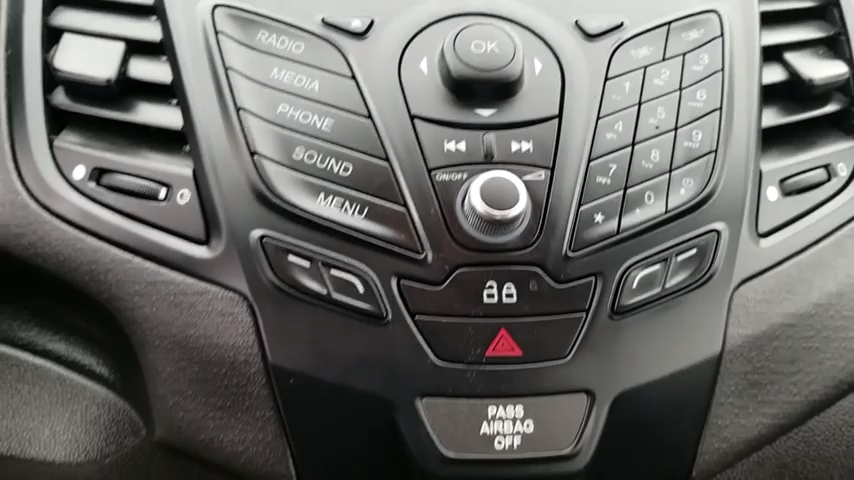 RADIO
MEDIA
PHONE
SOUND
MENU
OK
ON/OFF
1
2
3
4
5
6
7
8
9
*
0
PASS
AIRBAG
OFF